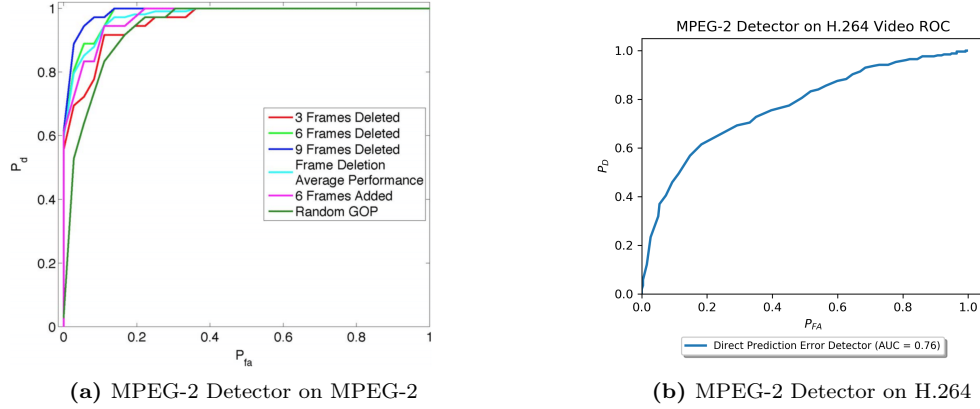 1
0.8
0.6
0.4
0.2
0
P_d
0 0.2 0.4 0.6 0.8 1
P_fa
3 Frames Deleted
6 Frames Deleted
9 Frames Deleted
Frame Deletion
Average Performance
6 Frames Added
Random GOP
(a) MPEG-2 Detector on MPEG-2
MPEG-2 Detector on H.264 Video ROC
1.0
0.8
0.6
0.4
0.2
0.0
P_D
0.0 0.2 0.4 0.6 0.8 1.0
P_FA
Direct Prediction Error Detector (AUC = 0.76)
(b) MPEG-2 Detector on H.264